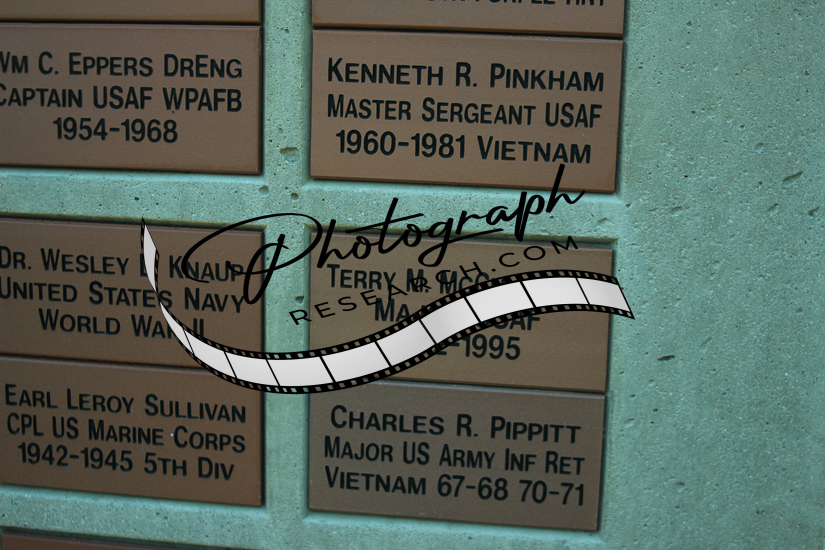 Wm C. Eppers DrEng
Captain USAF WPAFB
1954-1968
Kenneth R. Pinkham
Master Sergeant USAF
1960-1981 Vietnam
Dr. Wesley L Knaup
United States Navy
World War II
Terry M.
-1995
Earl Leroy Sullivan
CPL US Marine Corps
1942-1945 5th Div
Charles R. Pippitt
Major US Army Inf Ret
Vietnam 67-68 70-71
Photograph
RESEARCH.COM